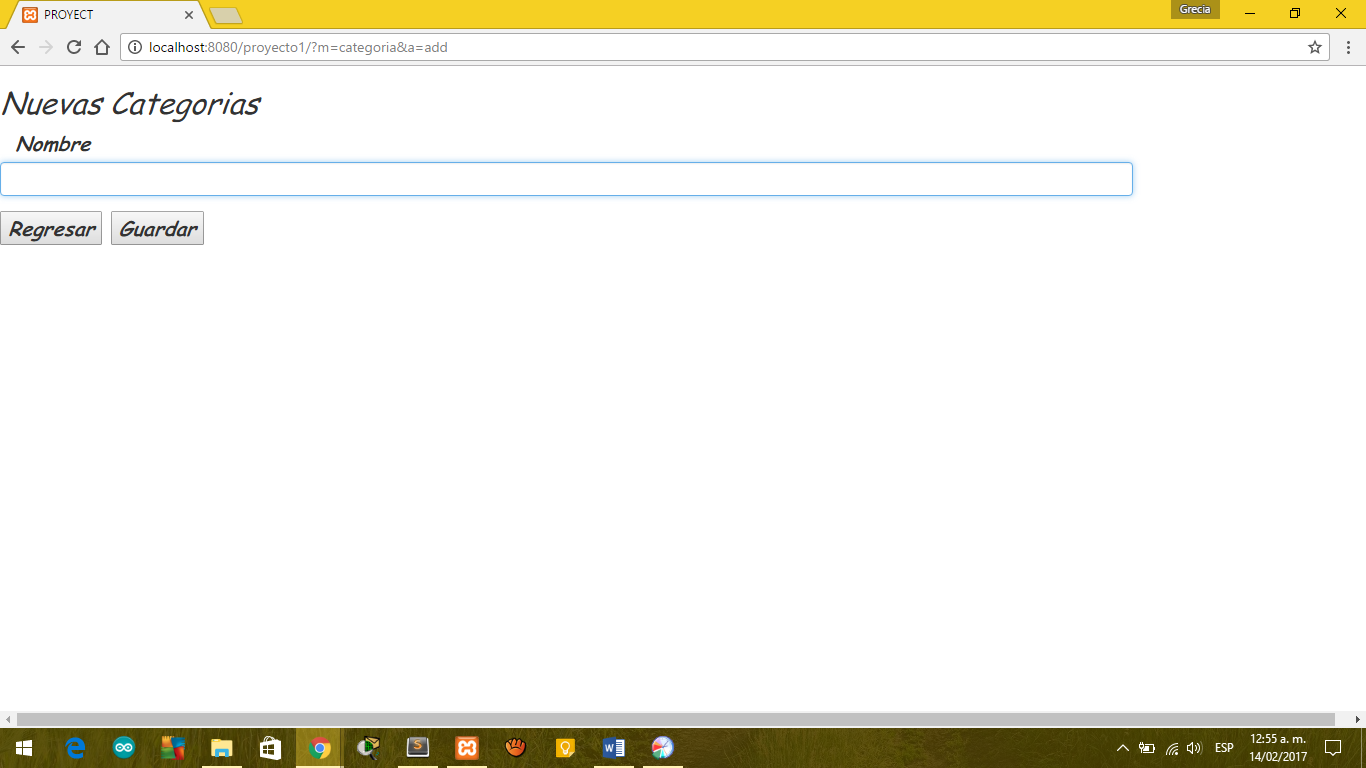 PROYECT
Grecia
localhost:8080/proyecto1/?m=categoria&a=add
Nuevas Categorias
Nombre
Regresar Guardar
ESP
12:55 a. m.
14/02/2017